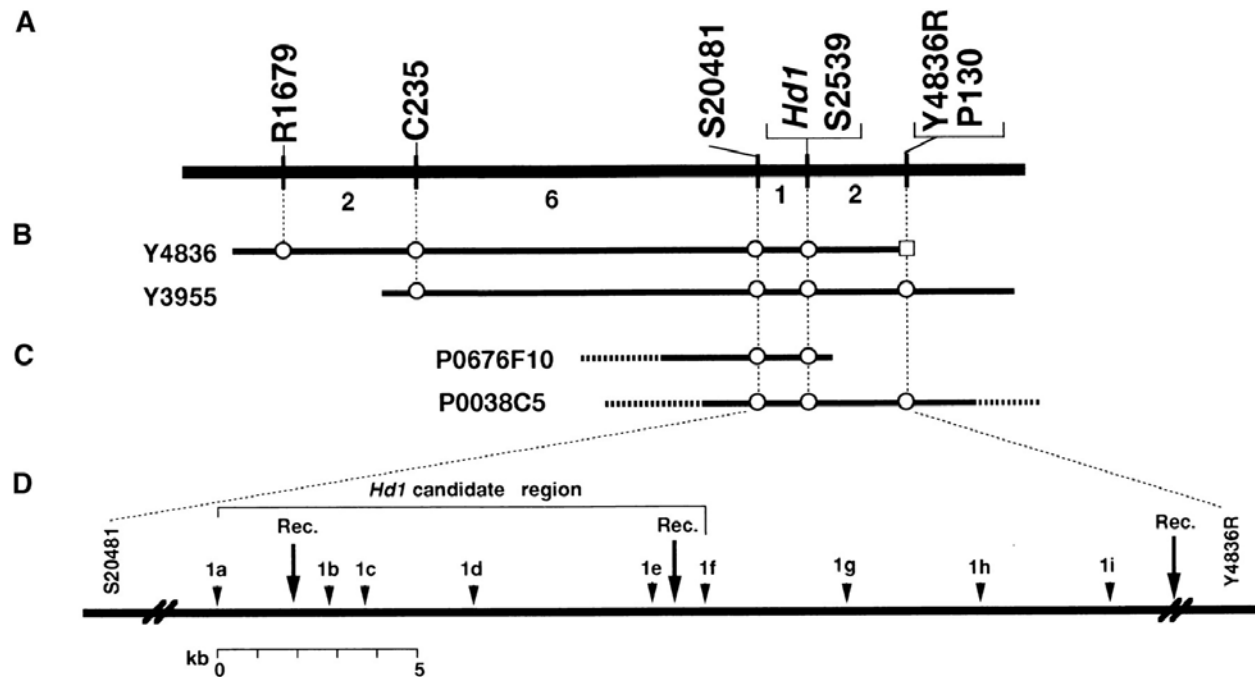 A
R1679
C235
S20481
Hd1
S2539
Y4836R
P130
2
6
1
2
B
Y4836
Y3955
C
P0676F10
P0038C5
D
Hd1 candidate region
S20481
Rec.
Rec.
Rec.
Y4836R
1a
1b
1c
1d
1e
1f
1g
1h
1i
kb
0
5